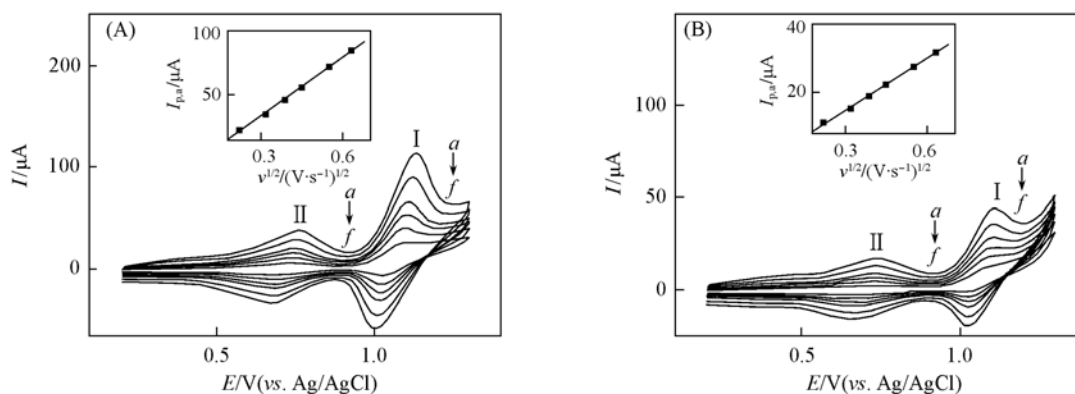 (A)
200
100
0
I/μA
100
50
I_{p,a}/μA
0.3 0.6
v^{1/2}/(V·s^{-1})^{1/2}
I
a
f
II
a
f
0.5 1.0
E/V(vs. Ag/AgCl)
(B)
100
50
0
I/μA
40
20
I_{p,a}/μA
0.3 0.6
v^{1/2}/(V·s^{-1})^{1/2}
I
a
f
II
a
f
0.5 1.0
E/V(vs. Ag/AgCl)